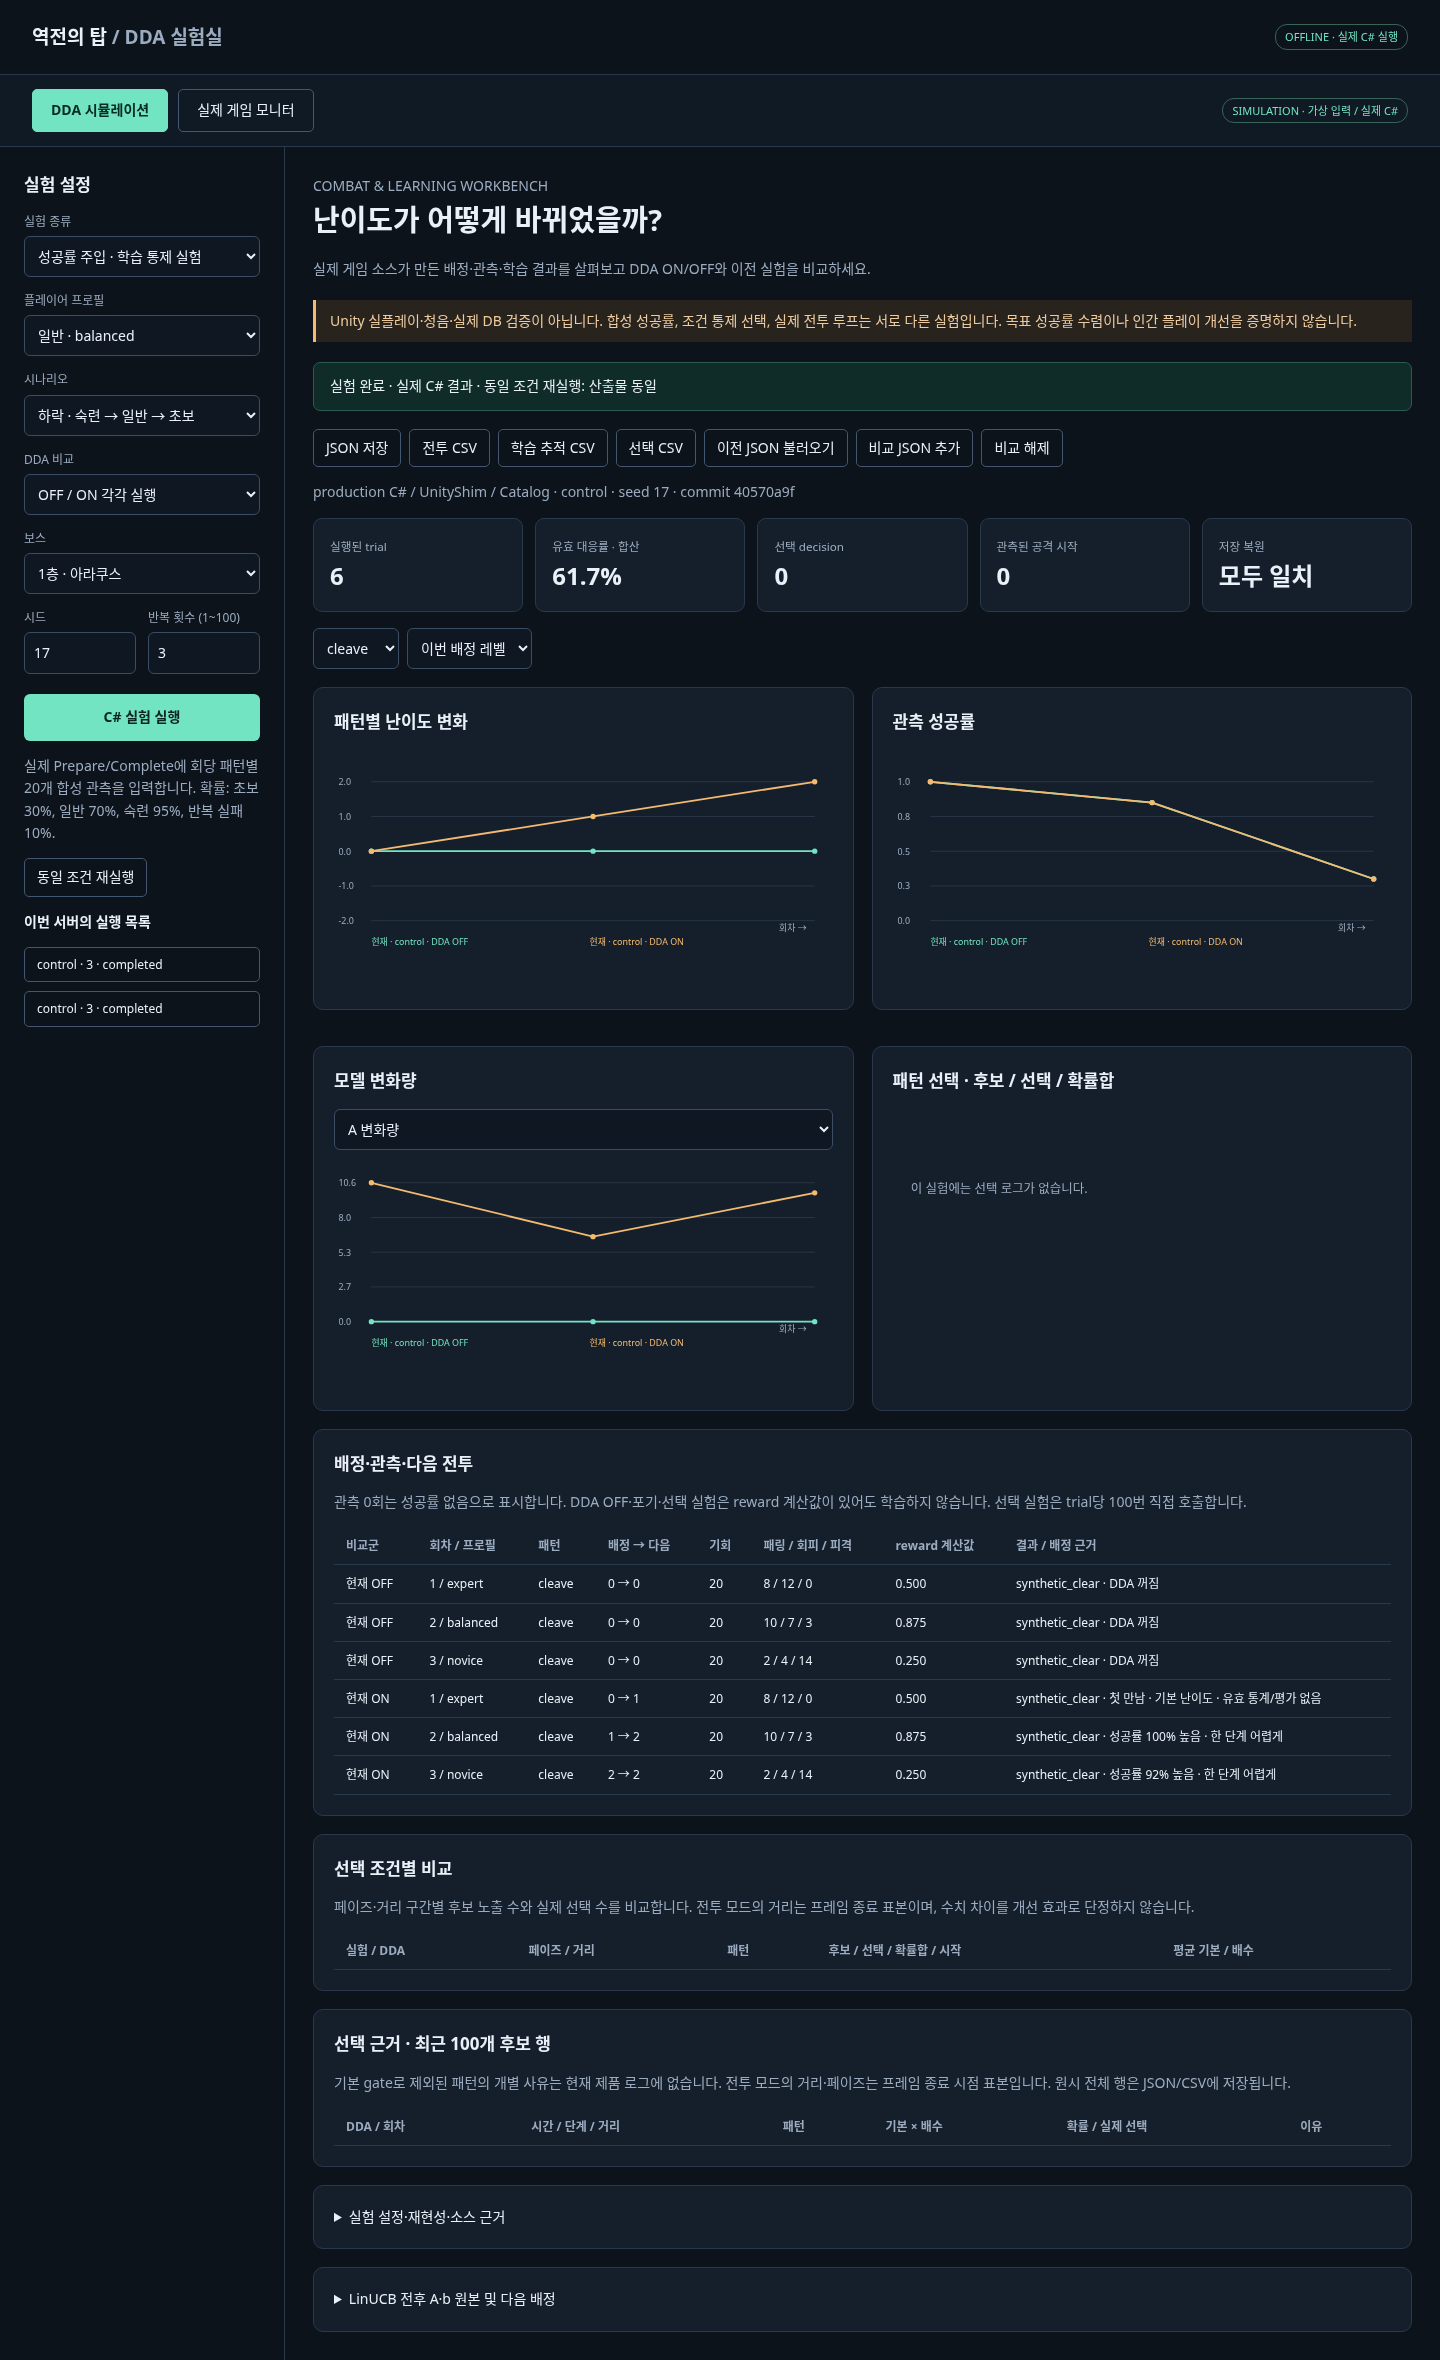 역전의 탑 / DDA 실험실
OFFLINE · 실제 C# 실행
DDA 시뮬레이션
실제 게임 모니터
SIMULATION · 가상 입력 / 실제 C#
실험 설정
실험 종류
성공률 주입 · 학습 통제 실험
플레이어 프로필
일반 · balanced
시나리오
하락 · 숙련 → 일반 → 초보
DDA 비교
OFF / ON 각각 실행
보스
1층 · 아라쿠스
시드
반복 횟수 (1~100)
17
3
C# 실험 실행
실제 Prepare/Complete에 회당 패턴별
20개 합성 관측을 입력합니다. 확률: 초보
30%, 일반 70%, 숙련 95%, 반복 실패
10%.
동일 조건 재실행
이번 서버의 실행 목록
control · 3 · completed
control · 3 · completed
COMBAT & LEARNING WORKBENCH
난이도가 어떻게 바뀌었을까?
실제 게임 소스가 만든 배정·관측·학습 결과를 살펴보고 DDA ON/OFF와 이전 실험을 비교하세요.
Unity 실플레이·청음·실제 DB 검증이 아닙니다. 합성 성공률, 조건 통제 선택, 실제 전투 루프는 서로 다른 실험입니다. 목표 성공률 수렴이나 인간 플레이 개선을 증명하지 않습니다.
실험 완료 · 실제 C# 결과 · 동일 조건 재실행: 산출물 동일
JSON 저장
전투 CSV
학습 추적 CSV
선택 CSV
이전 JSON 불러오기
비교 JSON 추가
비교 해제
production C# / UnityShim / Catalog · control · seed 17 · commit 40570a9f
실행된 trial
6
유효 대응률 · 합산
61.7%
선택 decision
0
관측된 공격 시작
0
저장 복원
모두 일치
cleave
이번 배정 레벨
패턴별 난이도 변화
2.0
1.0
0.0
-1.0
-2.0
회차 →
현재 · control · DDA OFF
현재 · control · DDA ON
관측 성공률
1.0
0.8
0.5
0.3
0.0
회차 →
현재 · control · DDA OFF
현재 · control · DDA ON
모델 변화량
A 변화량
10.6
8.0
5.3
2.7
0.0
회차 →
현재 · control · DDA OFF
현재 · control · DDA ON
패턴 선택 · 후보 / 선택 / 확률합
이 실험에는 선택 로그가 없습니다.
배정·관측·다음 전투
관측 0회는 성공률 없음으로 표시합니다. DDA OFF·포기·선택 실험은 reward 계산값이 있어도 학습하지 않습니다. 선택 실험은 trial당 100번 직접 호출합니다.
비교군 회차 / 프로필 패턴 배정 → 다음 기회 패링 / 회피 / 피격 reward 계산값 결과 / 배정 근거
현재 OFF 1 / expert cleave 0 → 0 20 8 / 12 / 0 0.500 synthetic_clear · DDA 꺼짐
현재 OFF 2 / balanced cleave 0 → 0 20 10 / 7 / 3 0.875 synthetic_clear · DDA 꺼짐
현재 OFF 3 / novice cleave 0 → 0 20 2 / 4 / 14 0.250 synthetic_clear · DDA 꺼짐
현재 ON 1 / expert cleave 0 → 1 20 8 / 12 / 0 0.500 synthetic_clear · 첫 만남 · 기본 난이도 · 유효 통계/평가 없음
현재 ON 2 / balanced cleave 1 → 2 20 10 / 7 / 3 0.875 synthetic_clear · 성공률 100% 높음 · 한 단계 어렵게
현재 ON 3 / novice cleave 2 → 2 20 2 / 4 / 14 0.250 synthetic_clear · 성공률 92% 높음 · 한 단계 어렵게
선택 조건별 비교
페이즈·거리 구간별 후보 노출 수와 실제 선택 수를 비교합니다. 전투 모드의 거리는 프레임 종료 표본이며, 수치 차이를 개선 효과로 단정하지 않습니다.
실험 / DDA 페이즈 / 거리 패턴 후보 / 선택 / 확률합 / 시작 평균 기본 / 배수
선택 근거 · 최근 100개 후보 행
기본 gate로 제외된 패턴의 개별 사유는 현재 제품 로그에 없습니다. 전투 모드의 거리·페이즈는 프레임 종료 시점 표본입니다. 원시 전체 행은 JSON/CSV에 저장됩니다.
DDA / 회차 시간 / 단계 / 거리 패턴 기본 × 배수 확률 / 실제 선택 이유
▶ 실험 설정·재현성·소스 근거
▶ LinUCB 전후 A·b 원본 및 다음 배정